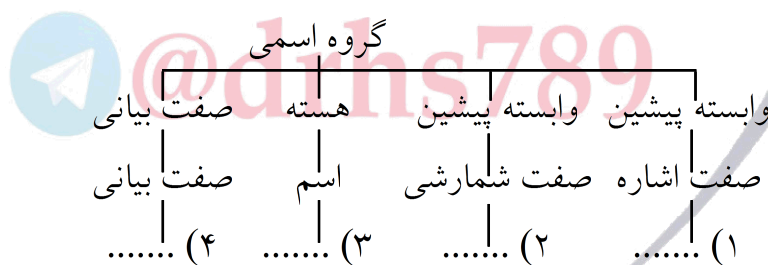 @drhs789
گروه اسمی
وابسته پیشین وابسته پیشین هسته صفت بیانی
صفت اشاره صفت شمارشی اسم صفت بیانی
۱) ....... ۲) ....... ۳) ....... ۴) .......